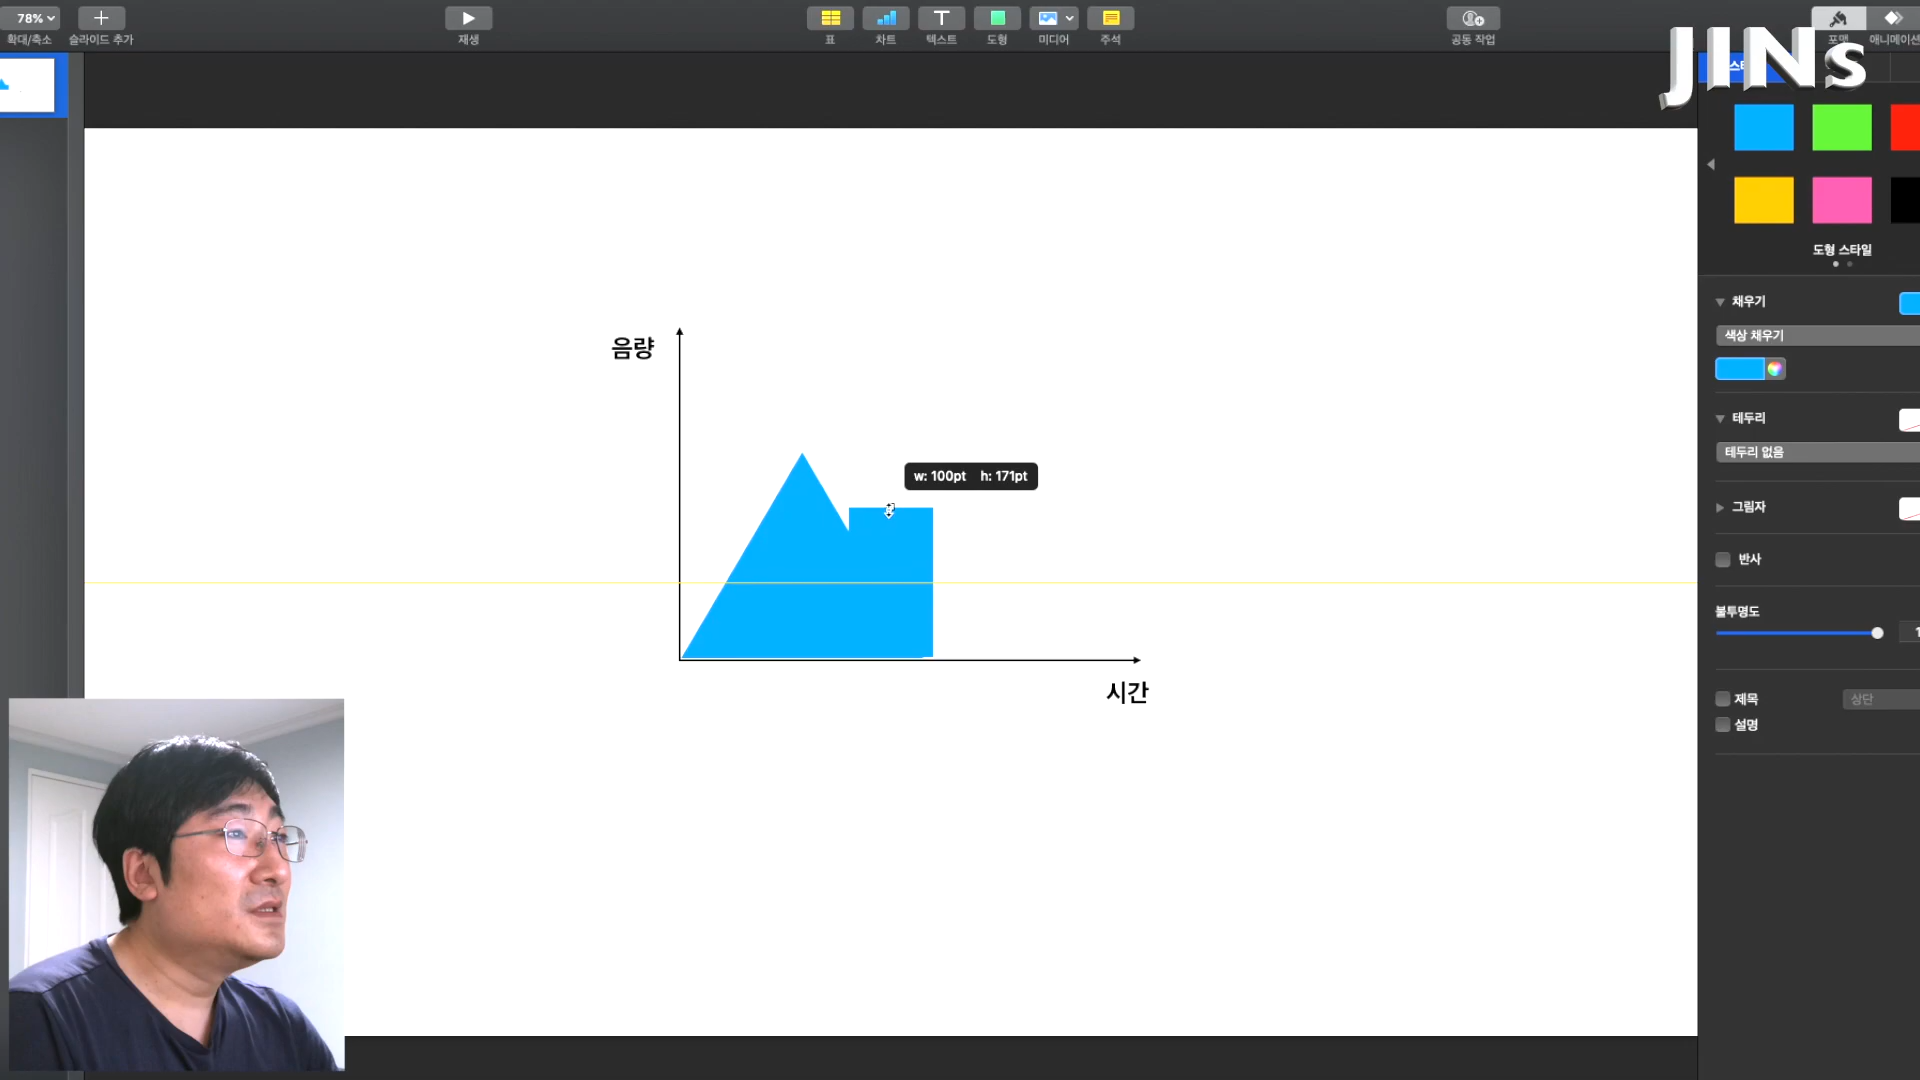 78%
확대/축소
슬라이드 추가
재생
표
차트
텍스트
도형
미디어
주석
공동 작업
포맷
애니메이션
JINs
도형 스타일
채우기
색상 채우기
테두리
테두리 없음
그림자
반사
불투명도
제목
상단
설명
음량
w: 100pt h: 171pt
시간